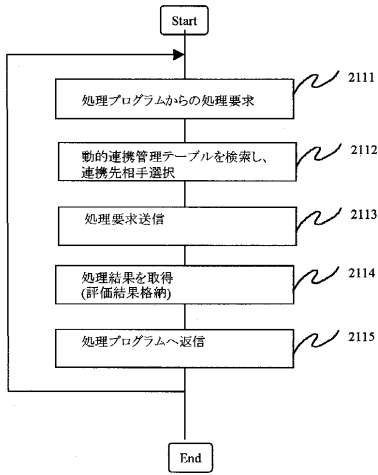 Start
処理プログラムからの処理要求
2111
動的連携管理テーブルを検索し、
連携先相手選択
2112
処理要求送信
2113
処理結果を取得
(評価結果格納)
2114
処理プログラムへ返信
2115
End